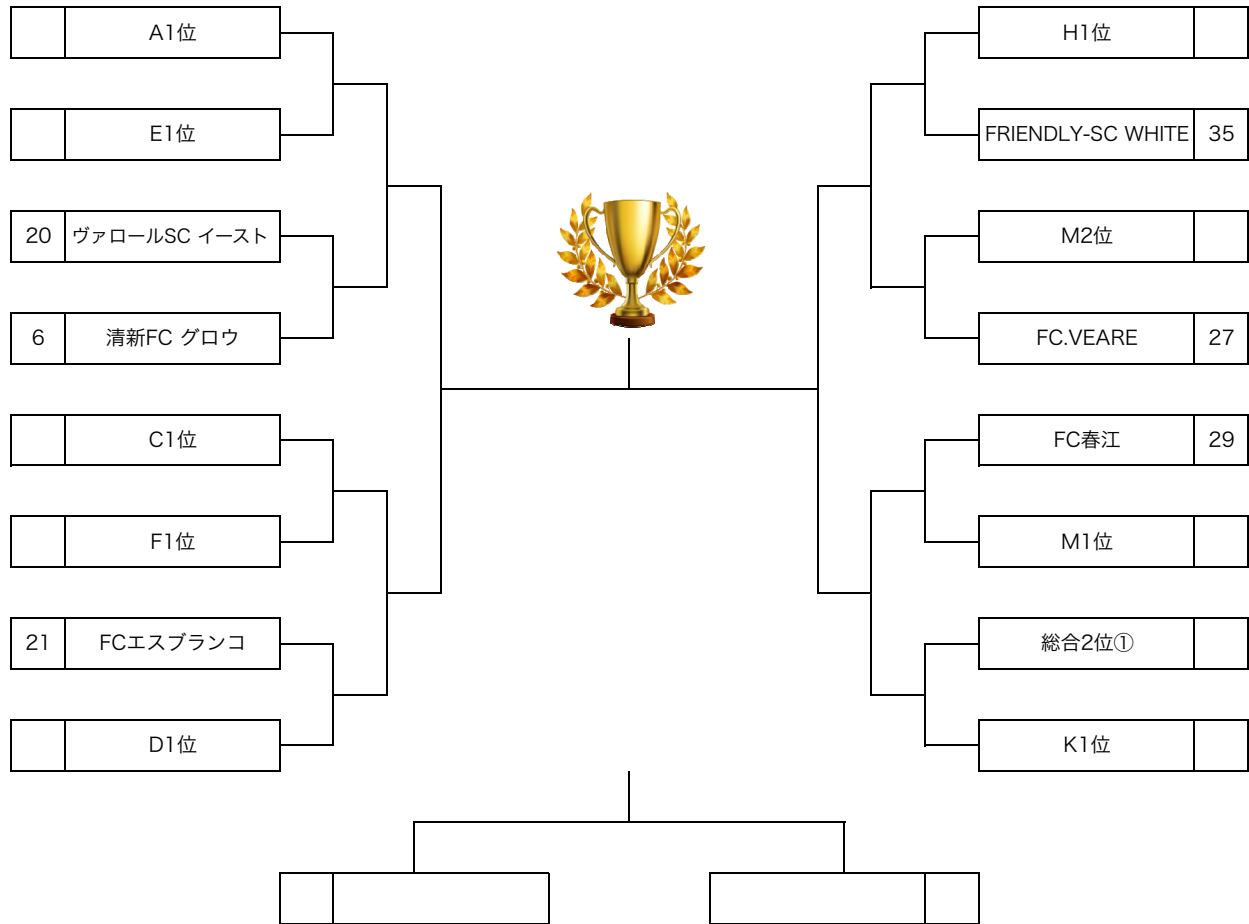 A1位
H1位
E1位
FRIENDLY-SC WHITE 35
20 ヴァロールSC イースト
M2位
6 清新FC グロウ
FC.VEARE 27
C1位
FC春江 29
F1位
M1位
21 FCエスブランコ
総合2位①
D1位
K1位